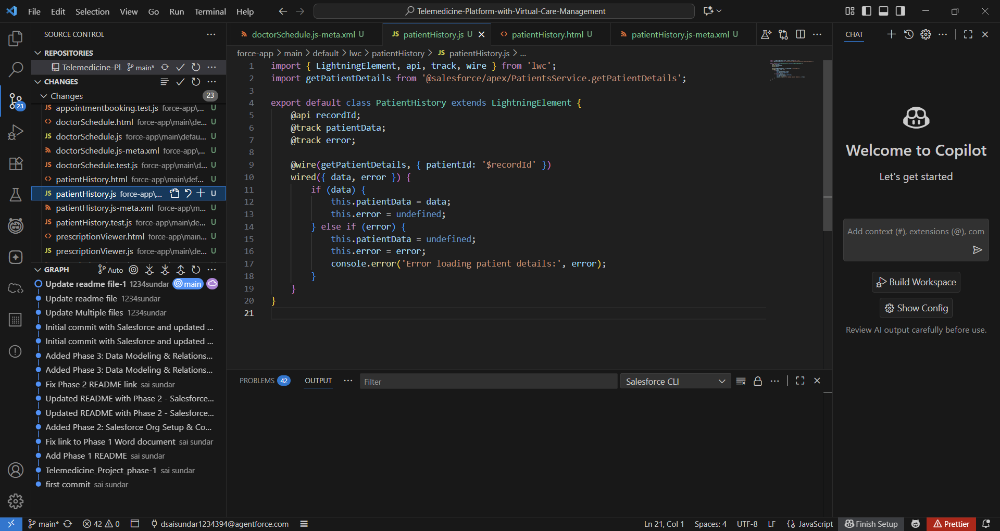 File Edit Selection View Go Run Terminal Help
Telemedicine-Platform-with-Virtual-Care-Management
SOURCE CONTROL
REPOSITORIES
Telemedicine-Pl main*
CHANGES
Changes 23
appointmentbooking.test.js force-app\... U
doctorSchedule.html force-app\main\de... U
doctorSchedule.js force-app\main\defau... U
doctorSchedule.js-meta.xml force-app\... U
doctorSchedule.test.js force-app\main\d... U
patientHistory.html force-app\main\def... U
JS patientHistory.js force-app\... U
patientHistory.js-meta.xml force-app\m... U
JS patientHistory.test.js force-app\main\de... U
prescriptionViewer.html force-app\main... U
JS prescriptionViewer.js force-app\main\de... U
23
GRAPH Auto
Update readme file-1 1234sundar main
Update readme file 1234sundar
Update Multiple files 1234sundar
Initial commit with Salesforce and updated ...
Initial commit with Salesforce and updated ...
Added Phase 3: Data Modeling & Relations...
Added Phase 3: Data Modeling & Relations...
Fix Phase 2 README link sai sundar
Updated README with Phase 2 - Salesforce...
Updated README with Phase 2 - Salesforce...
Added Phase 2: Salesforce Org Setup & Co...
Fix link to Phase 1 Word document sai sundar
Add Phase 1 README sai sundar
Telemedicine_Project_phase-1 sai sundar
first commit sai sundar
doctorSchedule.js-meta.xml U JS patientHistory.js U patientHistory.html U patientHistory.js-meta.xml U
force-app > main > default > lwc > patientHistory > JS patientHistory.js > ...
1 import { LightningElement, api, track, wire } from 'lwc';
2 import getPatientDetails from '@salesforce/apex/PatientsService.getPatientDetails';
3
4 export default class PatientHistory extends LightningElement {
5 @api recordId;
6 @track patientData;
7 @track error;
8
9 @wire(getPatientDetails, { patientId: '$recordId' })
10 wired({ data, error }) {
11 if (data) {
12 this.patientData = data;
13 this.error = undefined;
14 } else if (error) {
15 this.patientData = undefined;
16 this.error = error;
17 console.error('Error loading patient details:', error);
18 }
19 }
20 }
21
PROBLEMS 42 OUTPUT ... Filter Salesforce CLI
CHAT
Welcome to Copilot
Let's get started
Add context (#), extensions (@), com
Build Workspace
Show Config
Review AI output carefully before use.
main* 42 0 dsaisundar1234394@agentforce.com Ln 21, Col 1 Spaces: 4 UTF-8 LF {} JavaScript Finish Setup Prettier